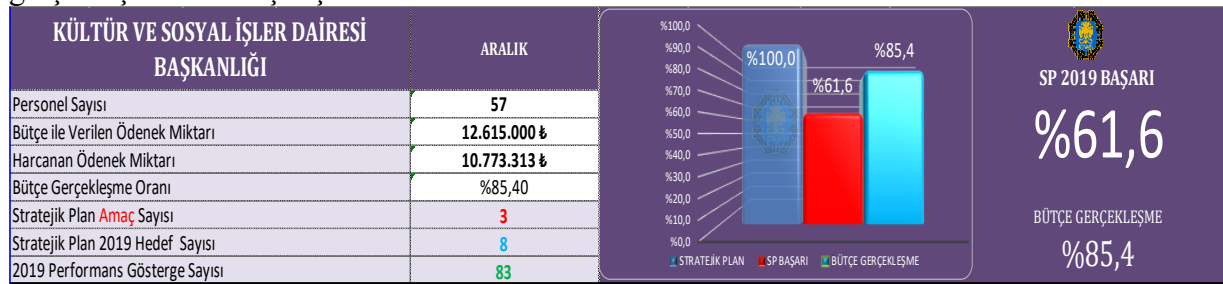 KÜLTÜR VE SOSYAL İŞLER DAİRESİ
BAŞKANLIĞI
ARALIK
Personel Sayısı
57
Bütçe ile Verilen Ödenek Miktarı
12.615.000 ₺
Harcanan Ödenek Miktarı
10.773.313 ₺
Bütçe Gerçekleşme Oranı
%85,40
Stratejik Plan Amaç Sayısı
3
Stratejik Plan 2019 Hedef Sayısı
8
2019 Performans Gösterge Sayısı
83
%100,0
%90,0
%80,0
%70,0
%60,0
%50,0
%40,0
%30,0
%20,0
%10,0
%0,0
%100,0
%61,6
%85,4
STRATEJİK PLAN
SP BAŞARI
BÜTÇE GERÇEKLEŞME
SP 2019 BAŞARI
%61,6
BÜTÇE GERÇEKLEŞME
%85,4